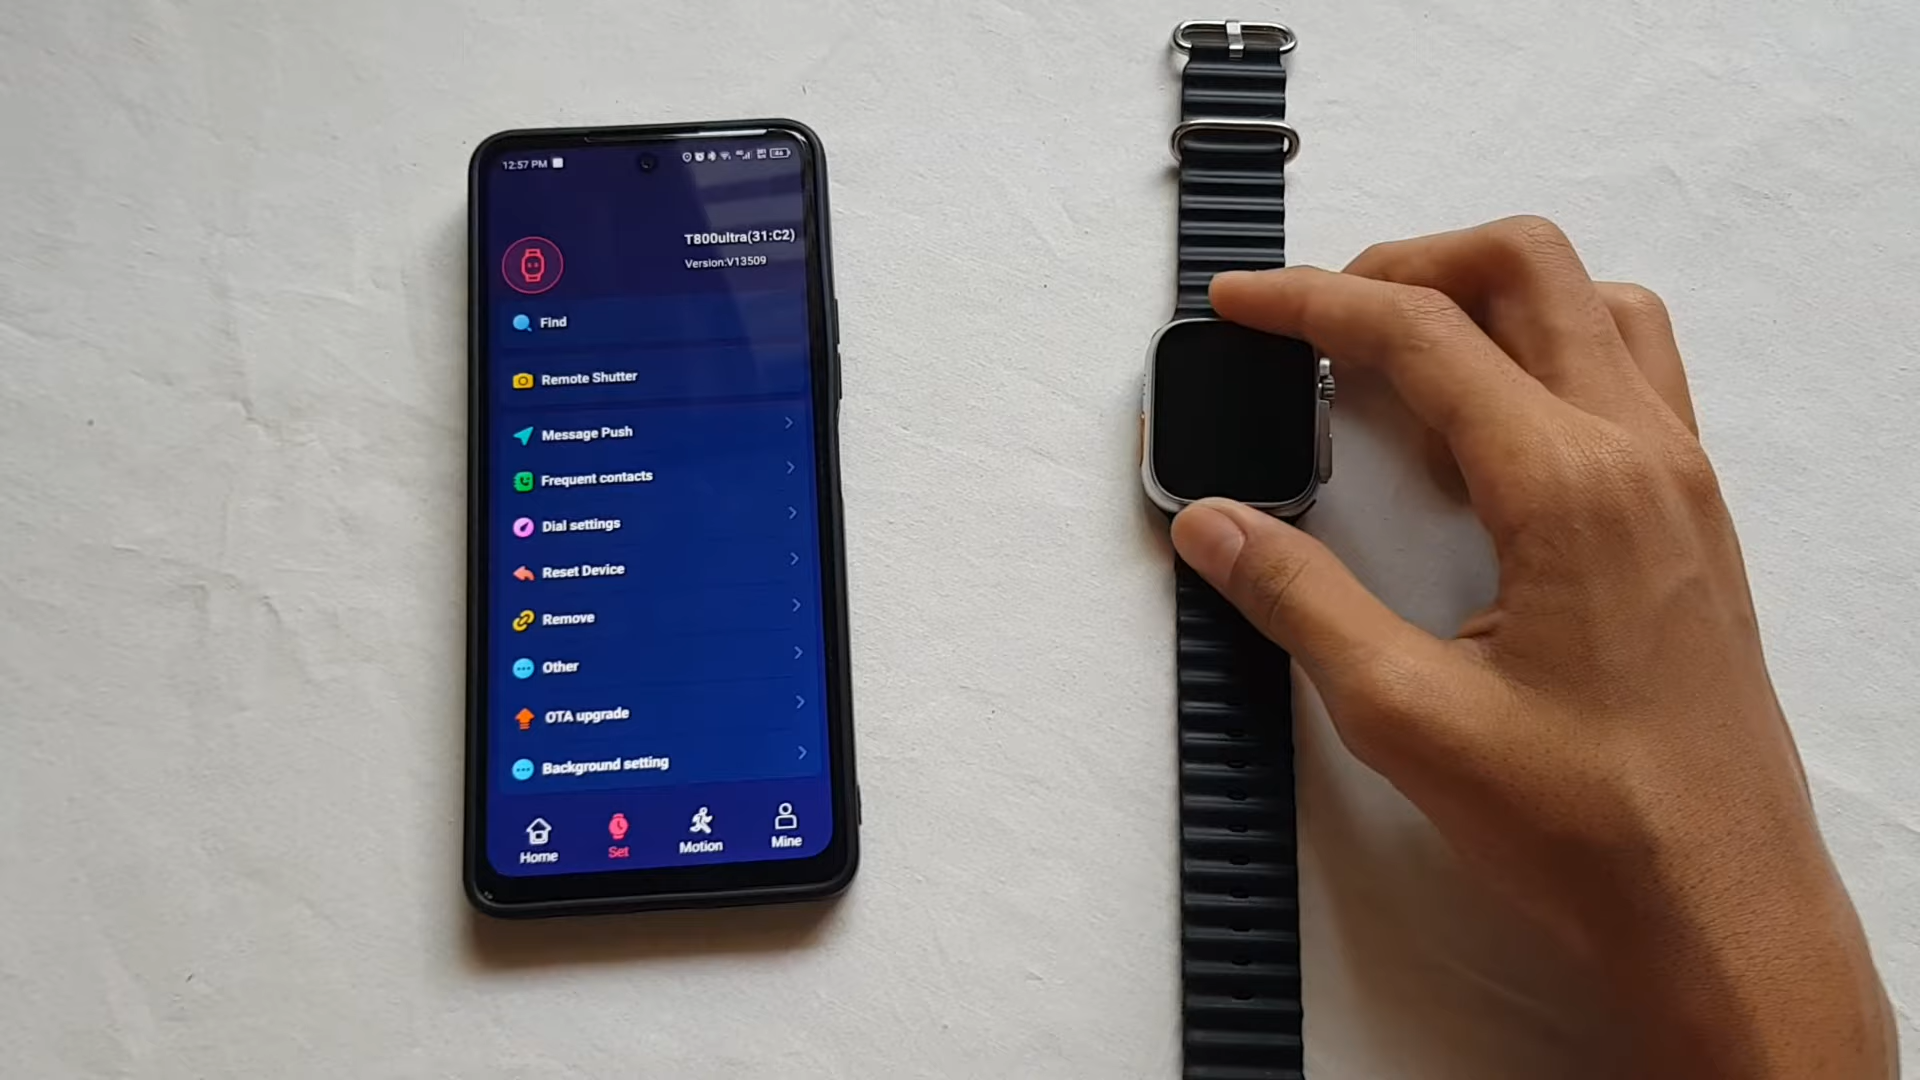 12:57 PM
T800ultra(31:C2)
Version:V13509
Find
Remote Shutter
Message Push
Frequent contacts
Dial settings
Reset Device
Remove
Other
OTA upgrade
Background setting
Home
Set
Motion
Mine